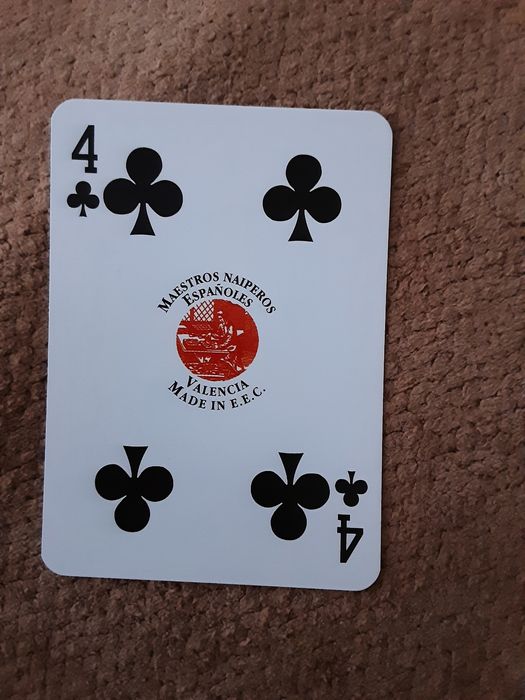 4
MAESTROS NAIPEROS
ESPAÑOLES
VALENCIA
MADE IN E.E.C.
4